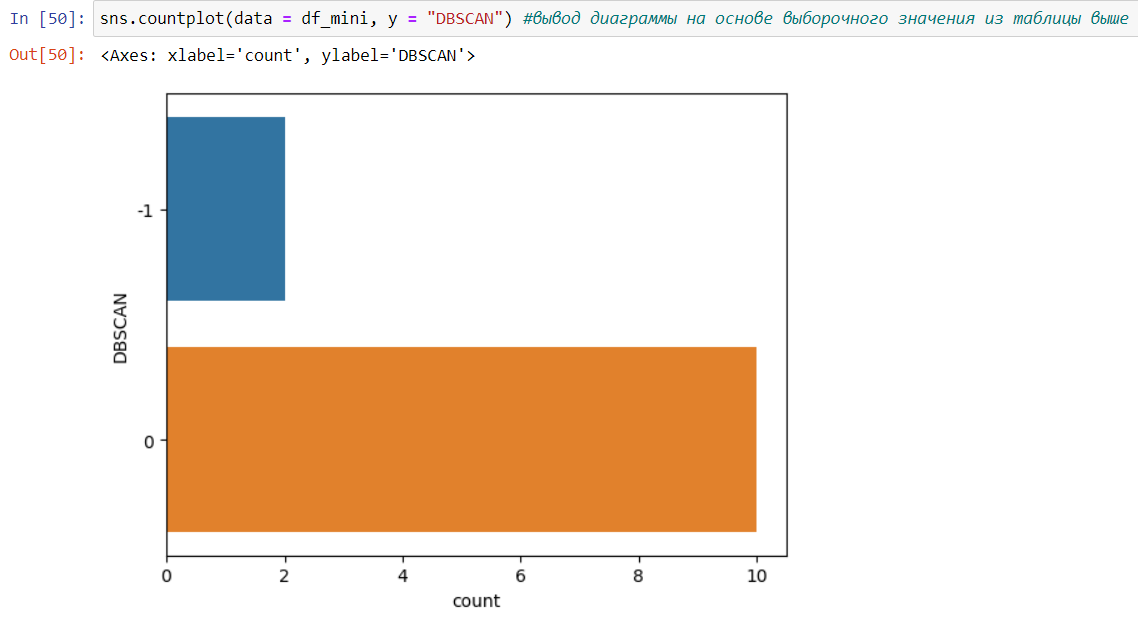 In [50]: sns.countplot(data = df_mini, y = "DBSCAN") #вывод диаграммы на основе выборочного значения из таблицы выше
Out[50]: <Axes: xlabel='count', ylabel='DBSCAN'>
-1
DBSCAN
0
0 2 4 6 8 10
count